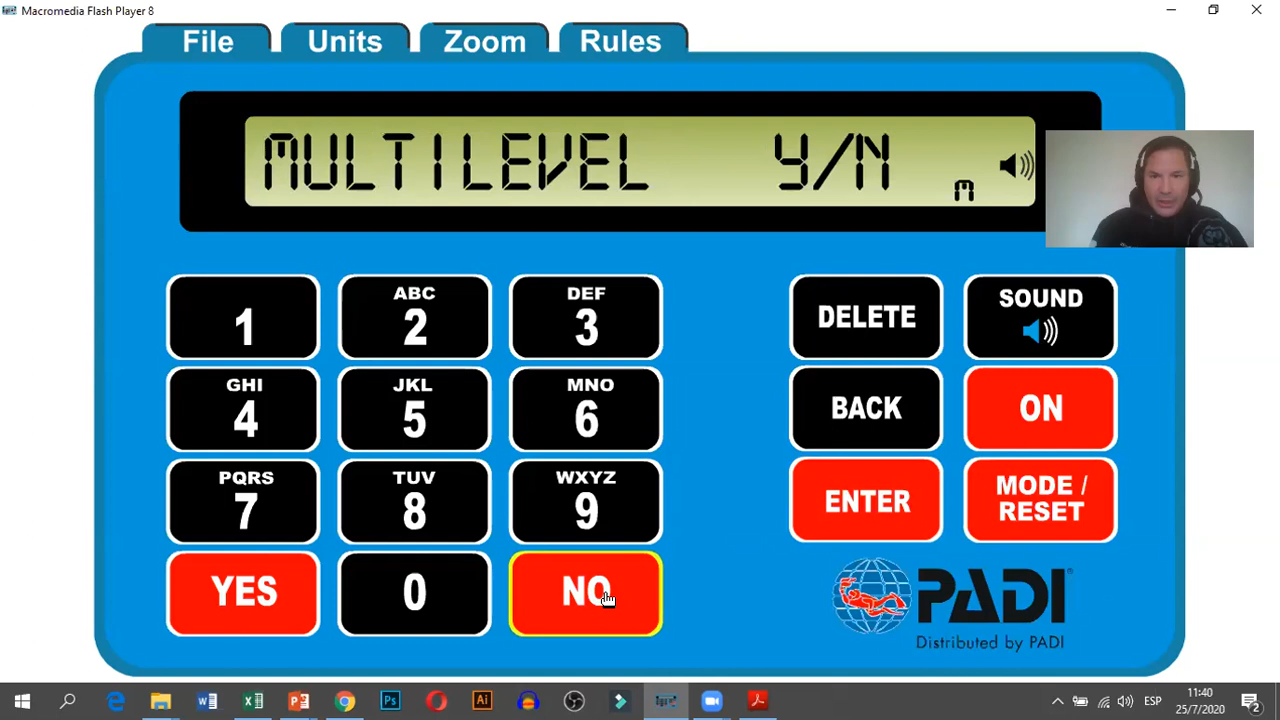 Macromedia Flash Player 8
File Units Zoom Rules
MULTILEVEL Y/N
M
1
ABC
2
DEF
3
DELETE
SOUND
GHI
4
JKL
5
MNO
6
BACK
ON
PQRS
7
TUV
8
WXYZ
9
ENTER
MODE /
RESET
YES
0
NO
PADI®
Distributed by PADI
ESP
11:40
25/7/2020
2